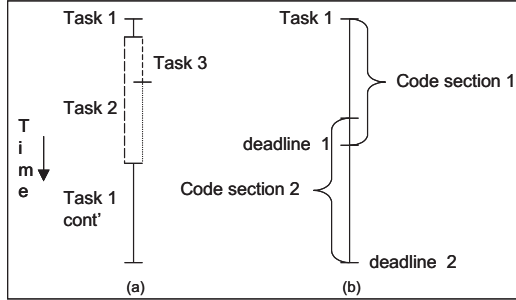 Task 1
Task 3
Task 2
T
i
m
e
Task 1
cont'
(a)
Task 1
Code section 1
deadline 1
Code section 2
deadline 2
(b)